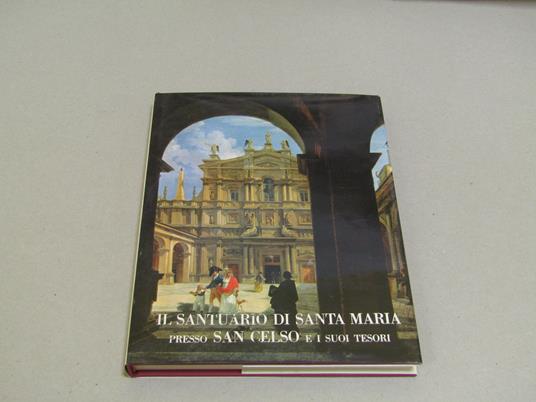 IL SANTUARIO DI SANTA MARIA
PRESSO SAN CELSO E I SUOI TESORI